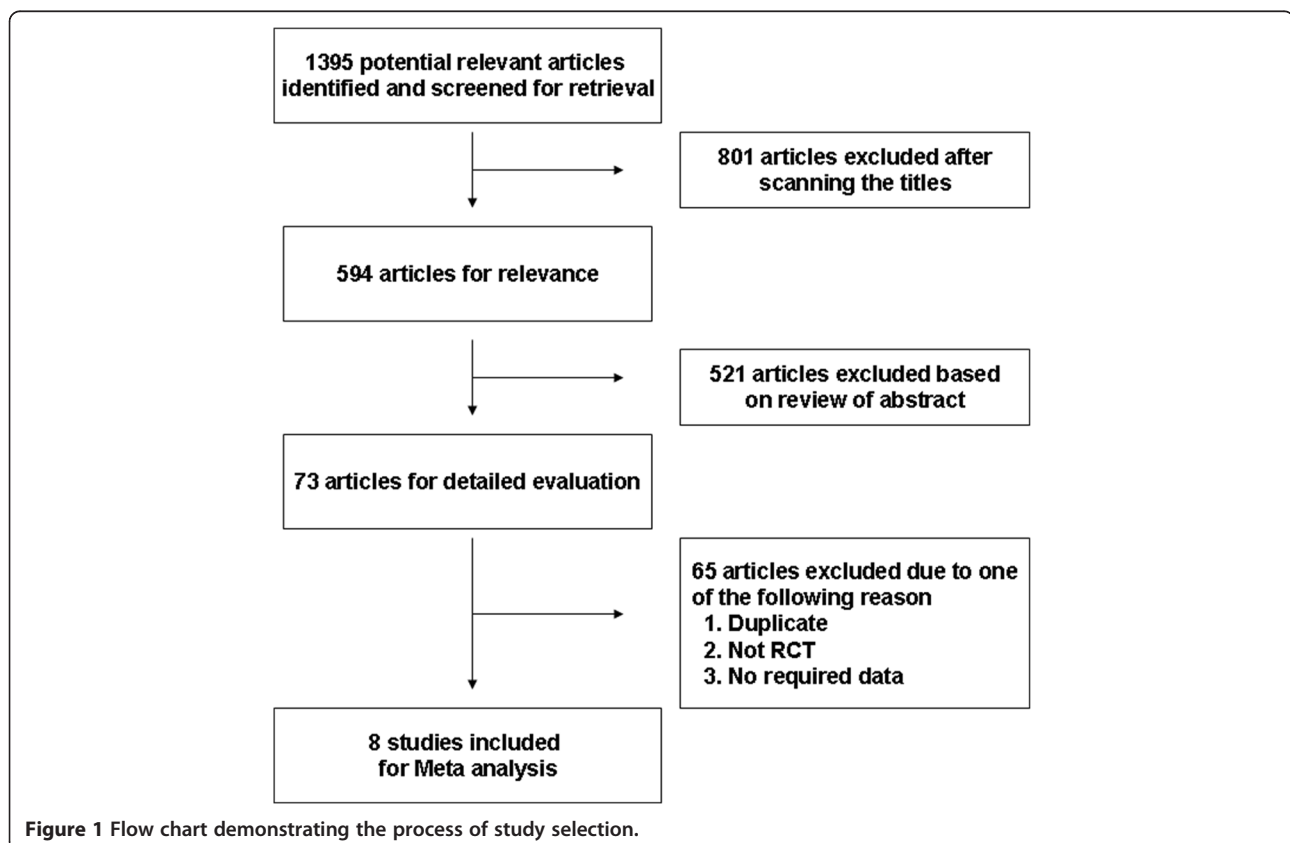 1395 potential relevant articles
identified and screened for retrieval
801 articles excluded after
scanning the titles
594 articles for relevance
521 articles excluded based
on review of abstract
73 articles for detailed evaluation
65 articles excluded due to one
of the following reason
1. Duplicate
2. Not RCT
3. No required data
8 studies included
for Meta analysis
Figure 1 Flow chart demonstrating the process of study selection.